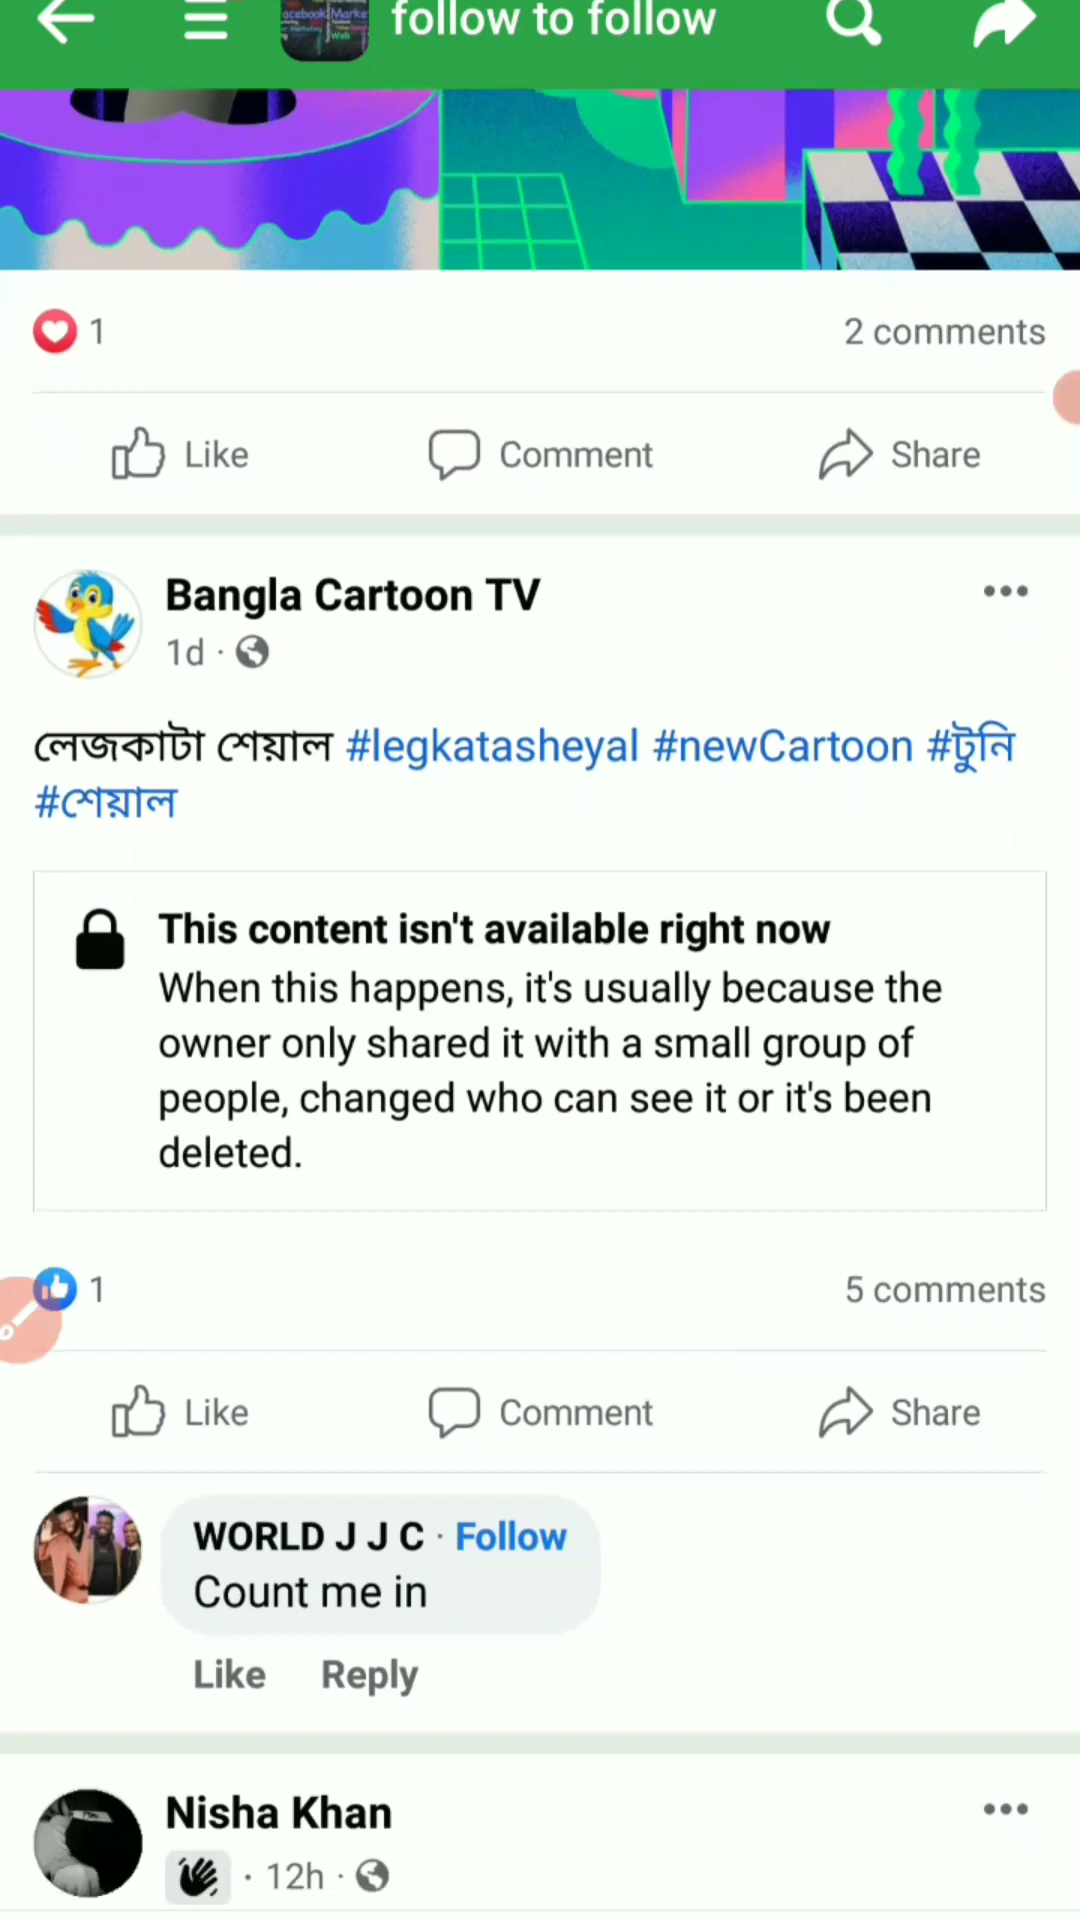 follow to follow
1
2 comments
Like
Comment
Share
Bangla Cartoon TV
1d ·
লেজকাটা শেয়াল #legkatasheyal #newCartoon #টুনি
#শেয়াল
This content isn't available right now
When this happens, it's usually because the
owner only shared it with a small group of
people, changed who can see it or it's been
deleted.
1
5 comments
Like
Comment
Share
WORLD J J C · Follow
Count me in
Like
Reply
Nisha Khan
· 12h ·